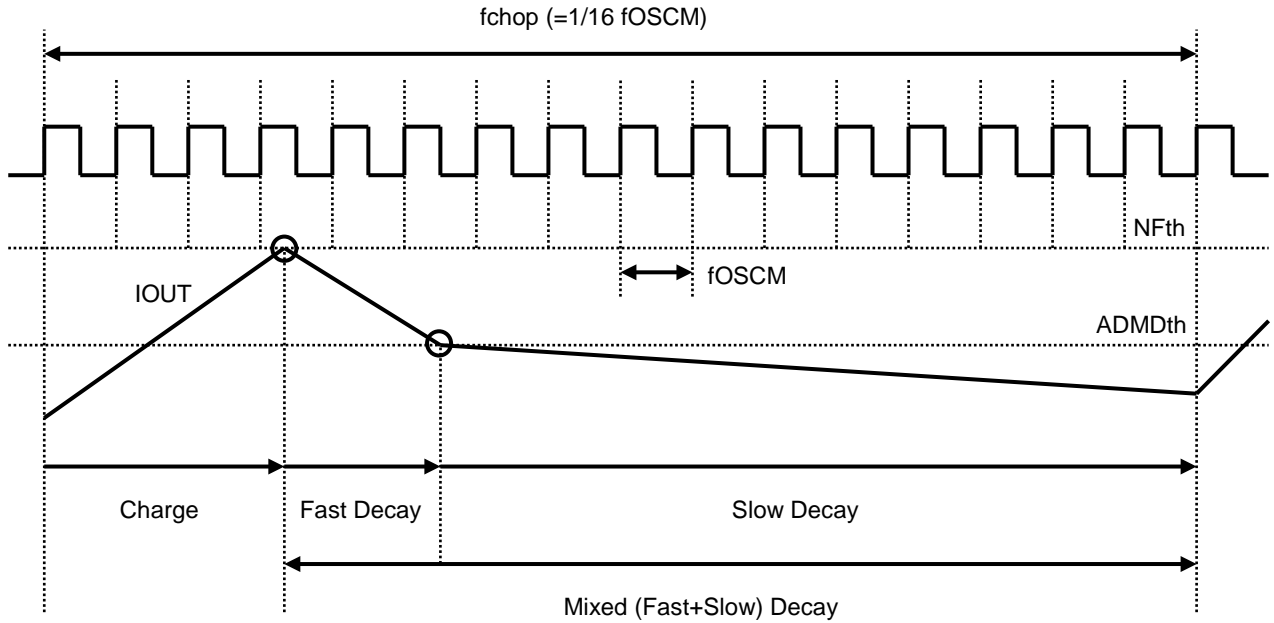 fchop (=1/16 fOSCM)
NFth
fOSCM
IOUT
ADMDth
Charge
Fast Decay
Slow Decay
Mixed (Fast+Slow) Decay